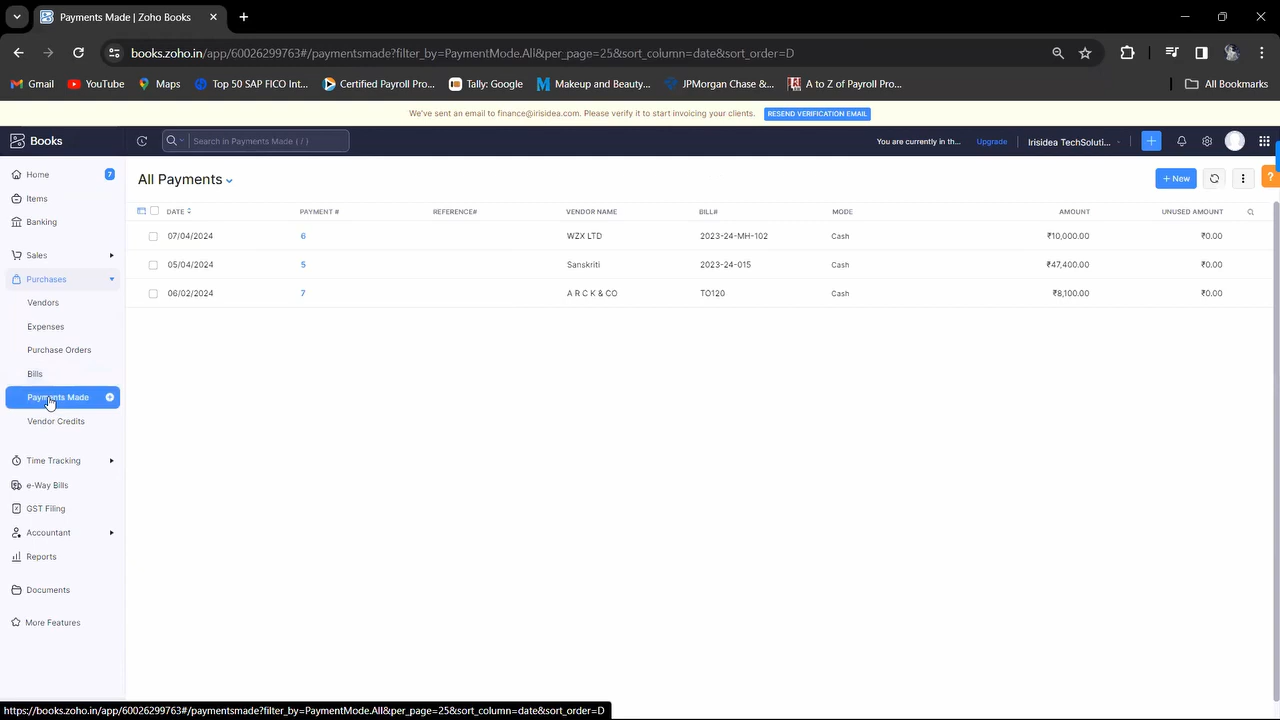 Payments Made | Zoho Books
books.zoho.in/app/60026299763#/paymentsmade?filter_by=PaymentMode.All&per_page=25&sort_column=date&sort_order=D
Gmail YouTube Maps Top 50 SAP FICO Int... Certified Payroll Pro... Tally: Google Makeup and Beauty... JPMorgan Chase &... A to Z of Payroll Pro... All Bookmarks
We've sent an email to finance@irisidea.com. Please verify it to start invoicing your clients. RESEND VERIFICATION EMAIL
Books Search in Payments Made ( / ) You are currently in th... Upgrade Irisidea TechSoluti...
Home 7
Items
Banking
Sales
Purchases
Vendors
Expenses
Purchase Orders
Bills
Payments Made
Vendor Credits
Time Tracking
e-Way Bills
GST Filing
Accountant
Reports
Documents
More Features
All Payments + New ?
DATE PAYMENT # REFERENCE# VENDOR NAME BILL# MODE AMOUNT UNUSED AMOUNT
07/04/2024 6 WZX LTD 2023-24-MH-102 Cash ₹10,000.00 ₹0.00
05/04/2024 5 Sanskriti 2023-24-015 Cash ₹47,400.00 ₹0.00
06/02/2024 7 A R C K & CO TO120 Cash ₹8,100.00 ₹0.00
https://books.zoho.in/app/60026299763#/paymentsmade?filter_by=PaymentMode.All&per_page=25&sort_column=date&sort_order=D